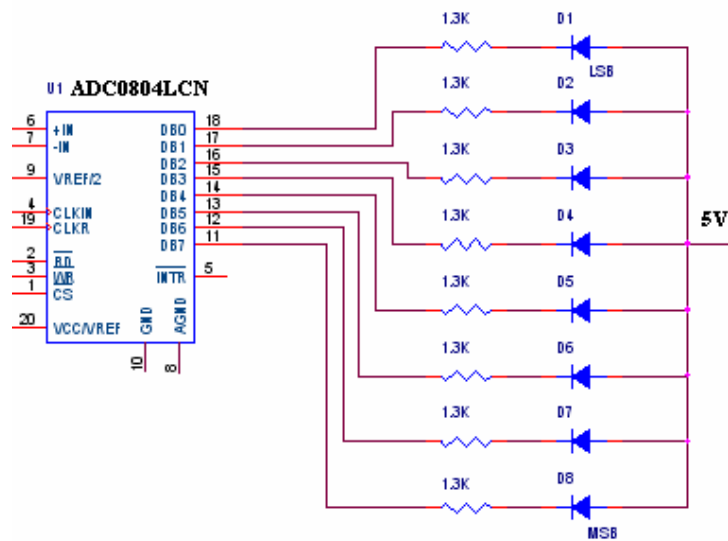 1.3K D1
LSB
U1 ADC0804LCN
1.3K D2
6 +IN DB0 18
7 -IN DB1 17
DB2 16
9 VREF/2 DB3 15
DB4 14
4 CLKIN DB5 13
19 CLKR DB6 12
DB7 11
2 RD
3 WR INTR 5
1 CS
20 VCC/VREF
GND AGND
10 8
1.3K D3
1.3K D4
5V
1.3K D5
1.3K D6
1.3K D7
1.3K D8
MSB